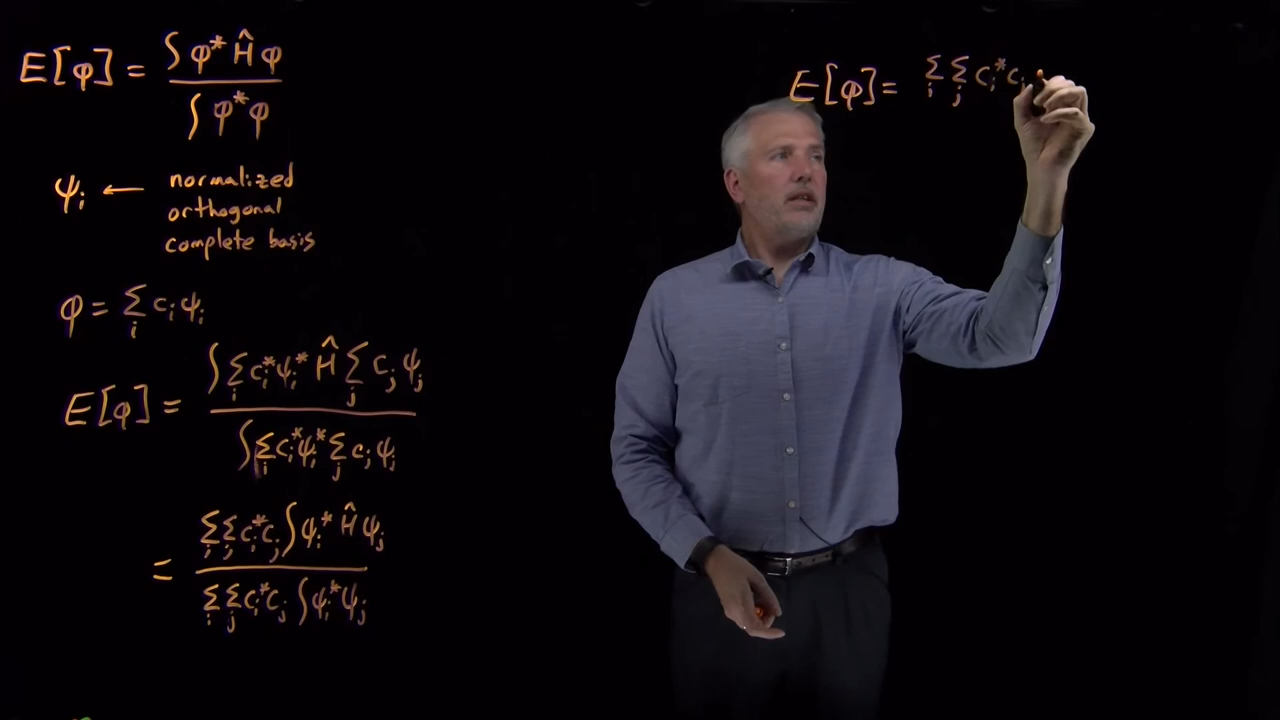 E[φ] = ∫ φ* Ĥ φ / ∫ φ* φ
ψᵢ ← normalized
orthogonal
complete basis
φ = Σᵢ cᵢ ψᵢ
E[φ] = ∫ Σᵢ cᵢ* ψᵢ* Ĥ Σⱼ cⱼ ψⱼ / ∫ Σᵢ cᵢ* ψᵢ* Σⱼ cⱼ ψⱼ
= Σᵢ Σⱼ cᵢ* cⱼ ∫ ψᵢ* Ĥ ψⱼ / Σᵢ Σⱼ cᵢ* cⱼ ∫ ψᵢ* ψⱼ
E[φ] = Σᵢ Σⱼ cᵢ* c